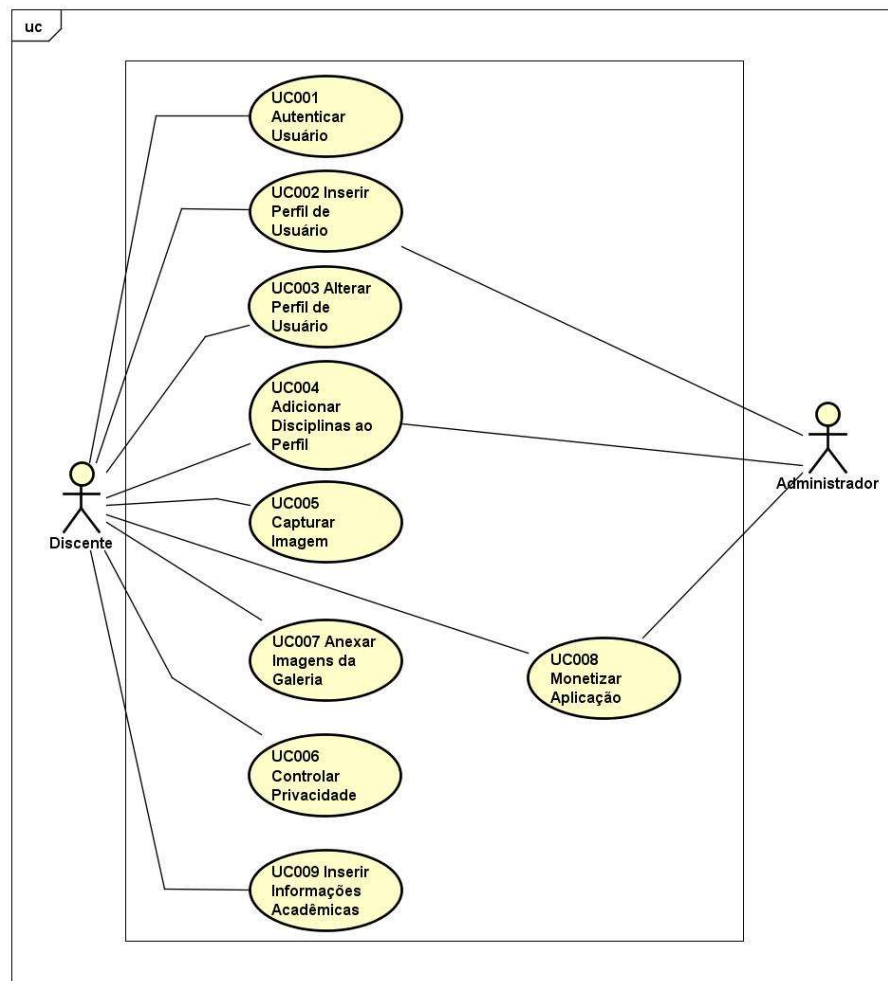 uc
UC001
Autenticar
Usuário
UC002 Inserir
Perfil de
Usuário
UC003 Alterar
Perfil de
Usuário
UC004
Adicionar
Disciplinas ao
Perfil
Administrador
UC005
Capturar
Imagem
Discente
UC007 Anexar
Imagens da
Galeria
UC008
Monetizar
Aplicação
UC006
Controlar
Privacidade
UC009 Inserir
Informações
Acadêmicas